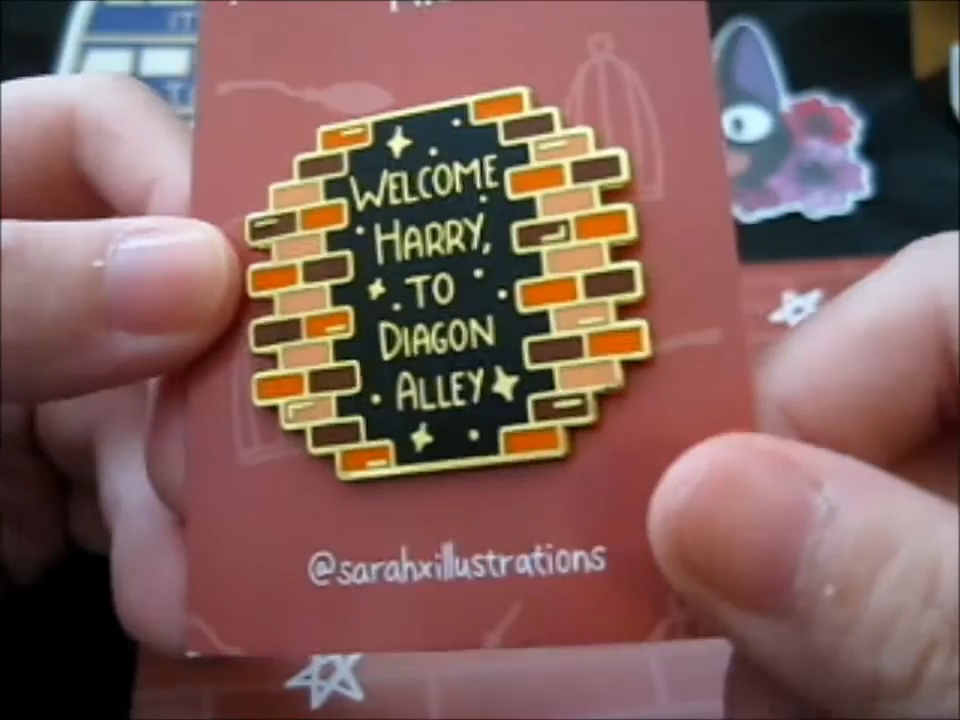 WELCOME
HARRY,
TO
DIAGON
ALLEY
@sarahxillustrations